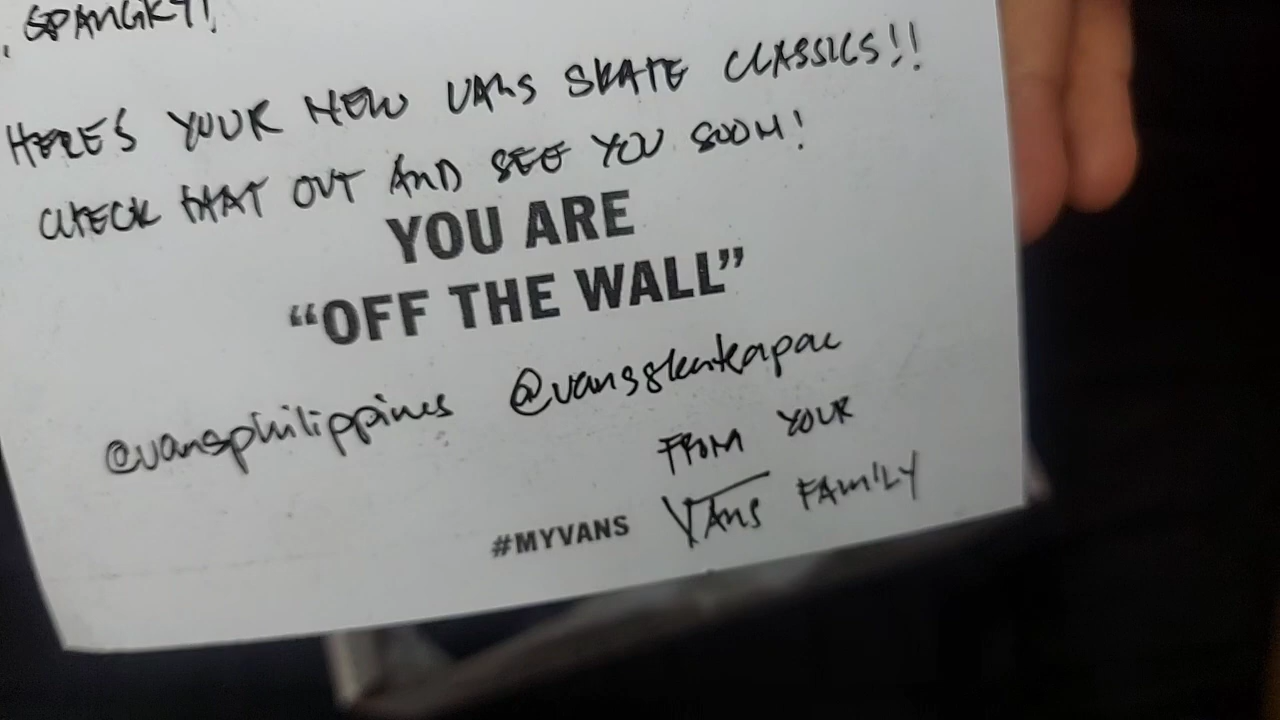 , SPANGKY!
HERE'S YOUR NEW VANS SKATE CLASSICS!!
CHECK THAT OUT AND SEE YOU SOON!
YOU ARE
“OFF THE WALL”
@vansphilippines @vansskateapac
FROM YOUR
#MYVANS VANS FAMILY